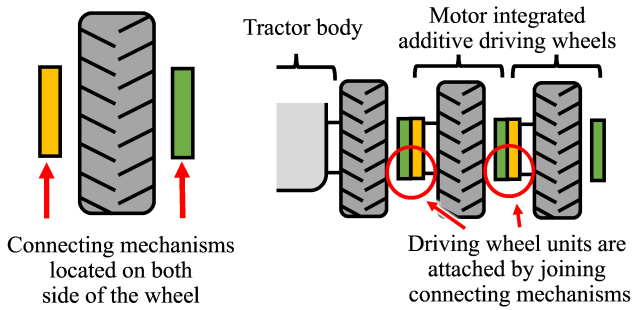 Connecting mechanisms
located on both
side of the wheel
Tractor body
Motor integrated
additive driving wheels
Driving wheel units are
attached by joining
connecting mechanisms